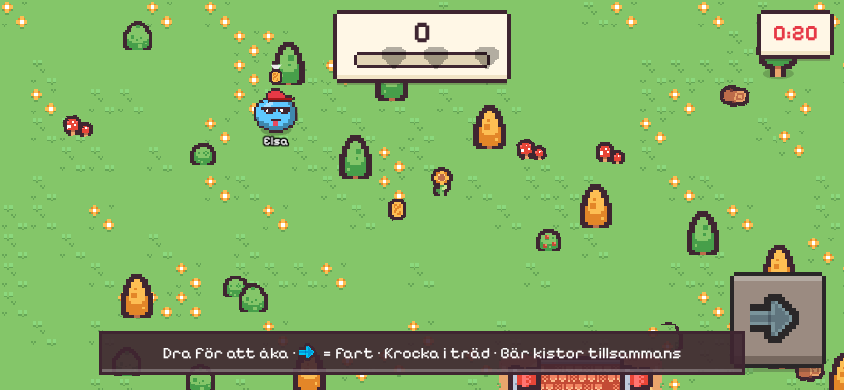 0
0:20
Elsa
Dra för att åka · = fart · Krocka i träd · Bär kistor tillsammans